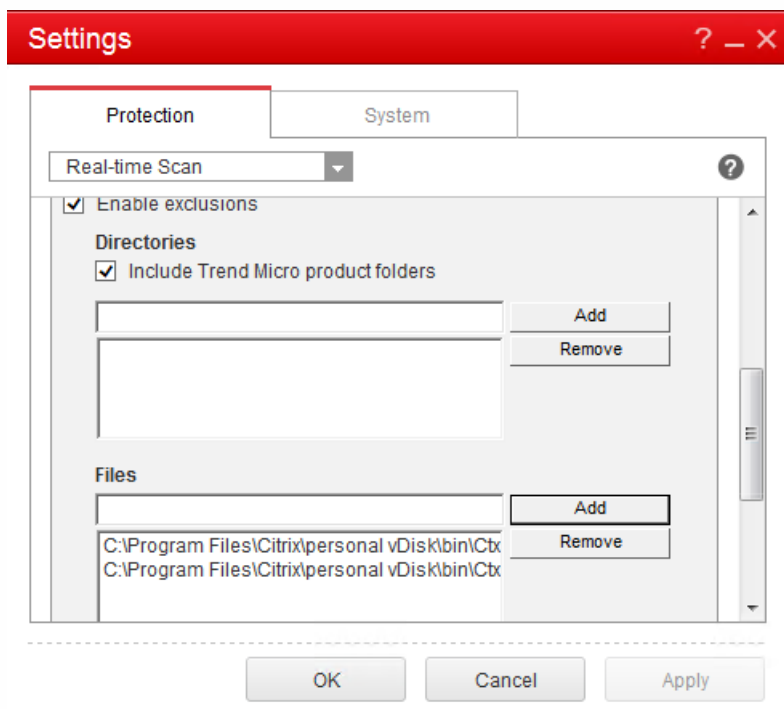 Settings
Protection
System
Real-time Scan
Enable exclusions
Directories
Include Trend Micro product folders
Add
Remove
Files
Add
C:\Program Files\Citrix\personal vDisk\bin\Ctx
C:\Program Files\Citrix\personal vDisk\bin\Ctx
Remove
OK
Cancel
Apply